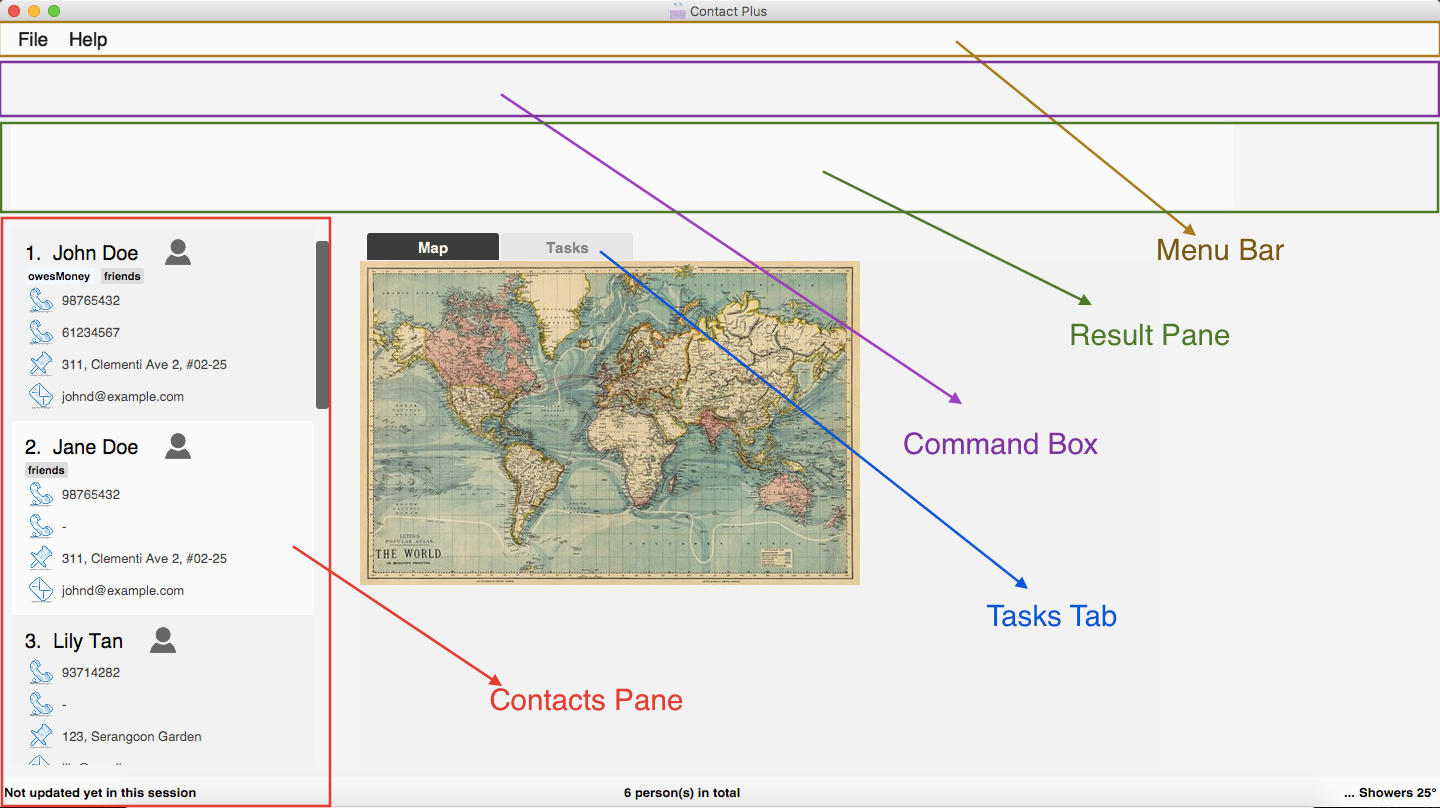 Contact Plus
File Help
Menu Bar
Result Pane
Command Box
Tasks Tab
Contacts Pane
1. John Doe
owesMoney friends
98765432
61234567
311, Clementi Ave 2, #02-25
johnd@example.com
2. Jane Doe
friends
98765432
-
311, Clementi Ave 2, #02-25
johnd@example.com
3. Lily Tan
93714282
-
123, Serangoon Garden
Map Tasks
THE WORLD.
Not updated yet in this session
6 person(s) in total
... Showers 25°